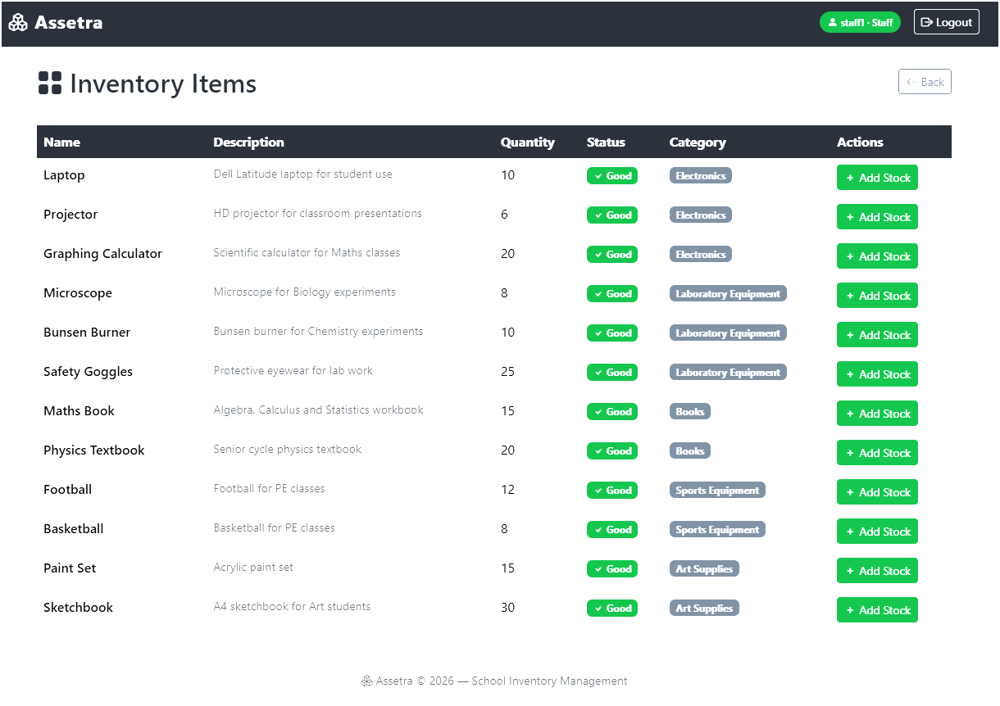 Assetra
staff1 · Staff
Logout
Inventory Items
← Back
Name Description Quantity Status Category Actions
Laptop Dell Latitude laptop for student use 10 ✓ Good Electronics + Add Stock
Projector HD projector for classroom presentations 6 ✓ Good Electronics + Add Stock
Graphing Calculator Scientific calculator for Maths classes 20 ✓ Good Electronics + Add Stock
Microscope Microscope for Biology experiments 8 ✓ Good Laboratory Equipment + Add Stock
Bunsen Burner Bunsen burner for Chemistry experiments 10 ✓ Good Laboratory Equipment + Add Stock
Safety Goggles Protective eyewear for lab work 25 ✓ Good Laboratory Equipment + Add Stock
Maths Book Algebra, Calculus and Statistics workbook 15 ✓ Good Books + Add Stock
Physics Textbook Senior cycle physics textbook 20 ✓ Good Books + Add Stock
Football Football for PE classes 12 ✓ Good Sports Equipment + Add Stock
Basketball Basketball for PE classes 8 ✓ Good Sports Equipment + Add Stock
Paint Set Acrylic paint set 15 ✓ Good Art Supplies + Add Stock
Sketchbook A4 sketchbook for Art students 30 ✓ Good Art Supplies + Add Stock
Assetra © 2026 — School Inventory Management